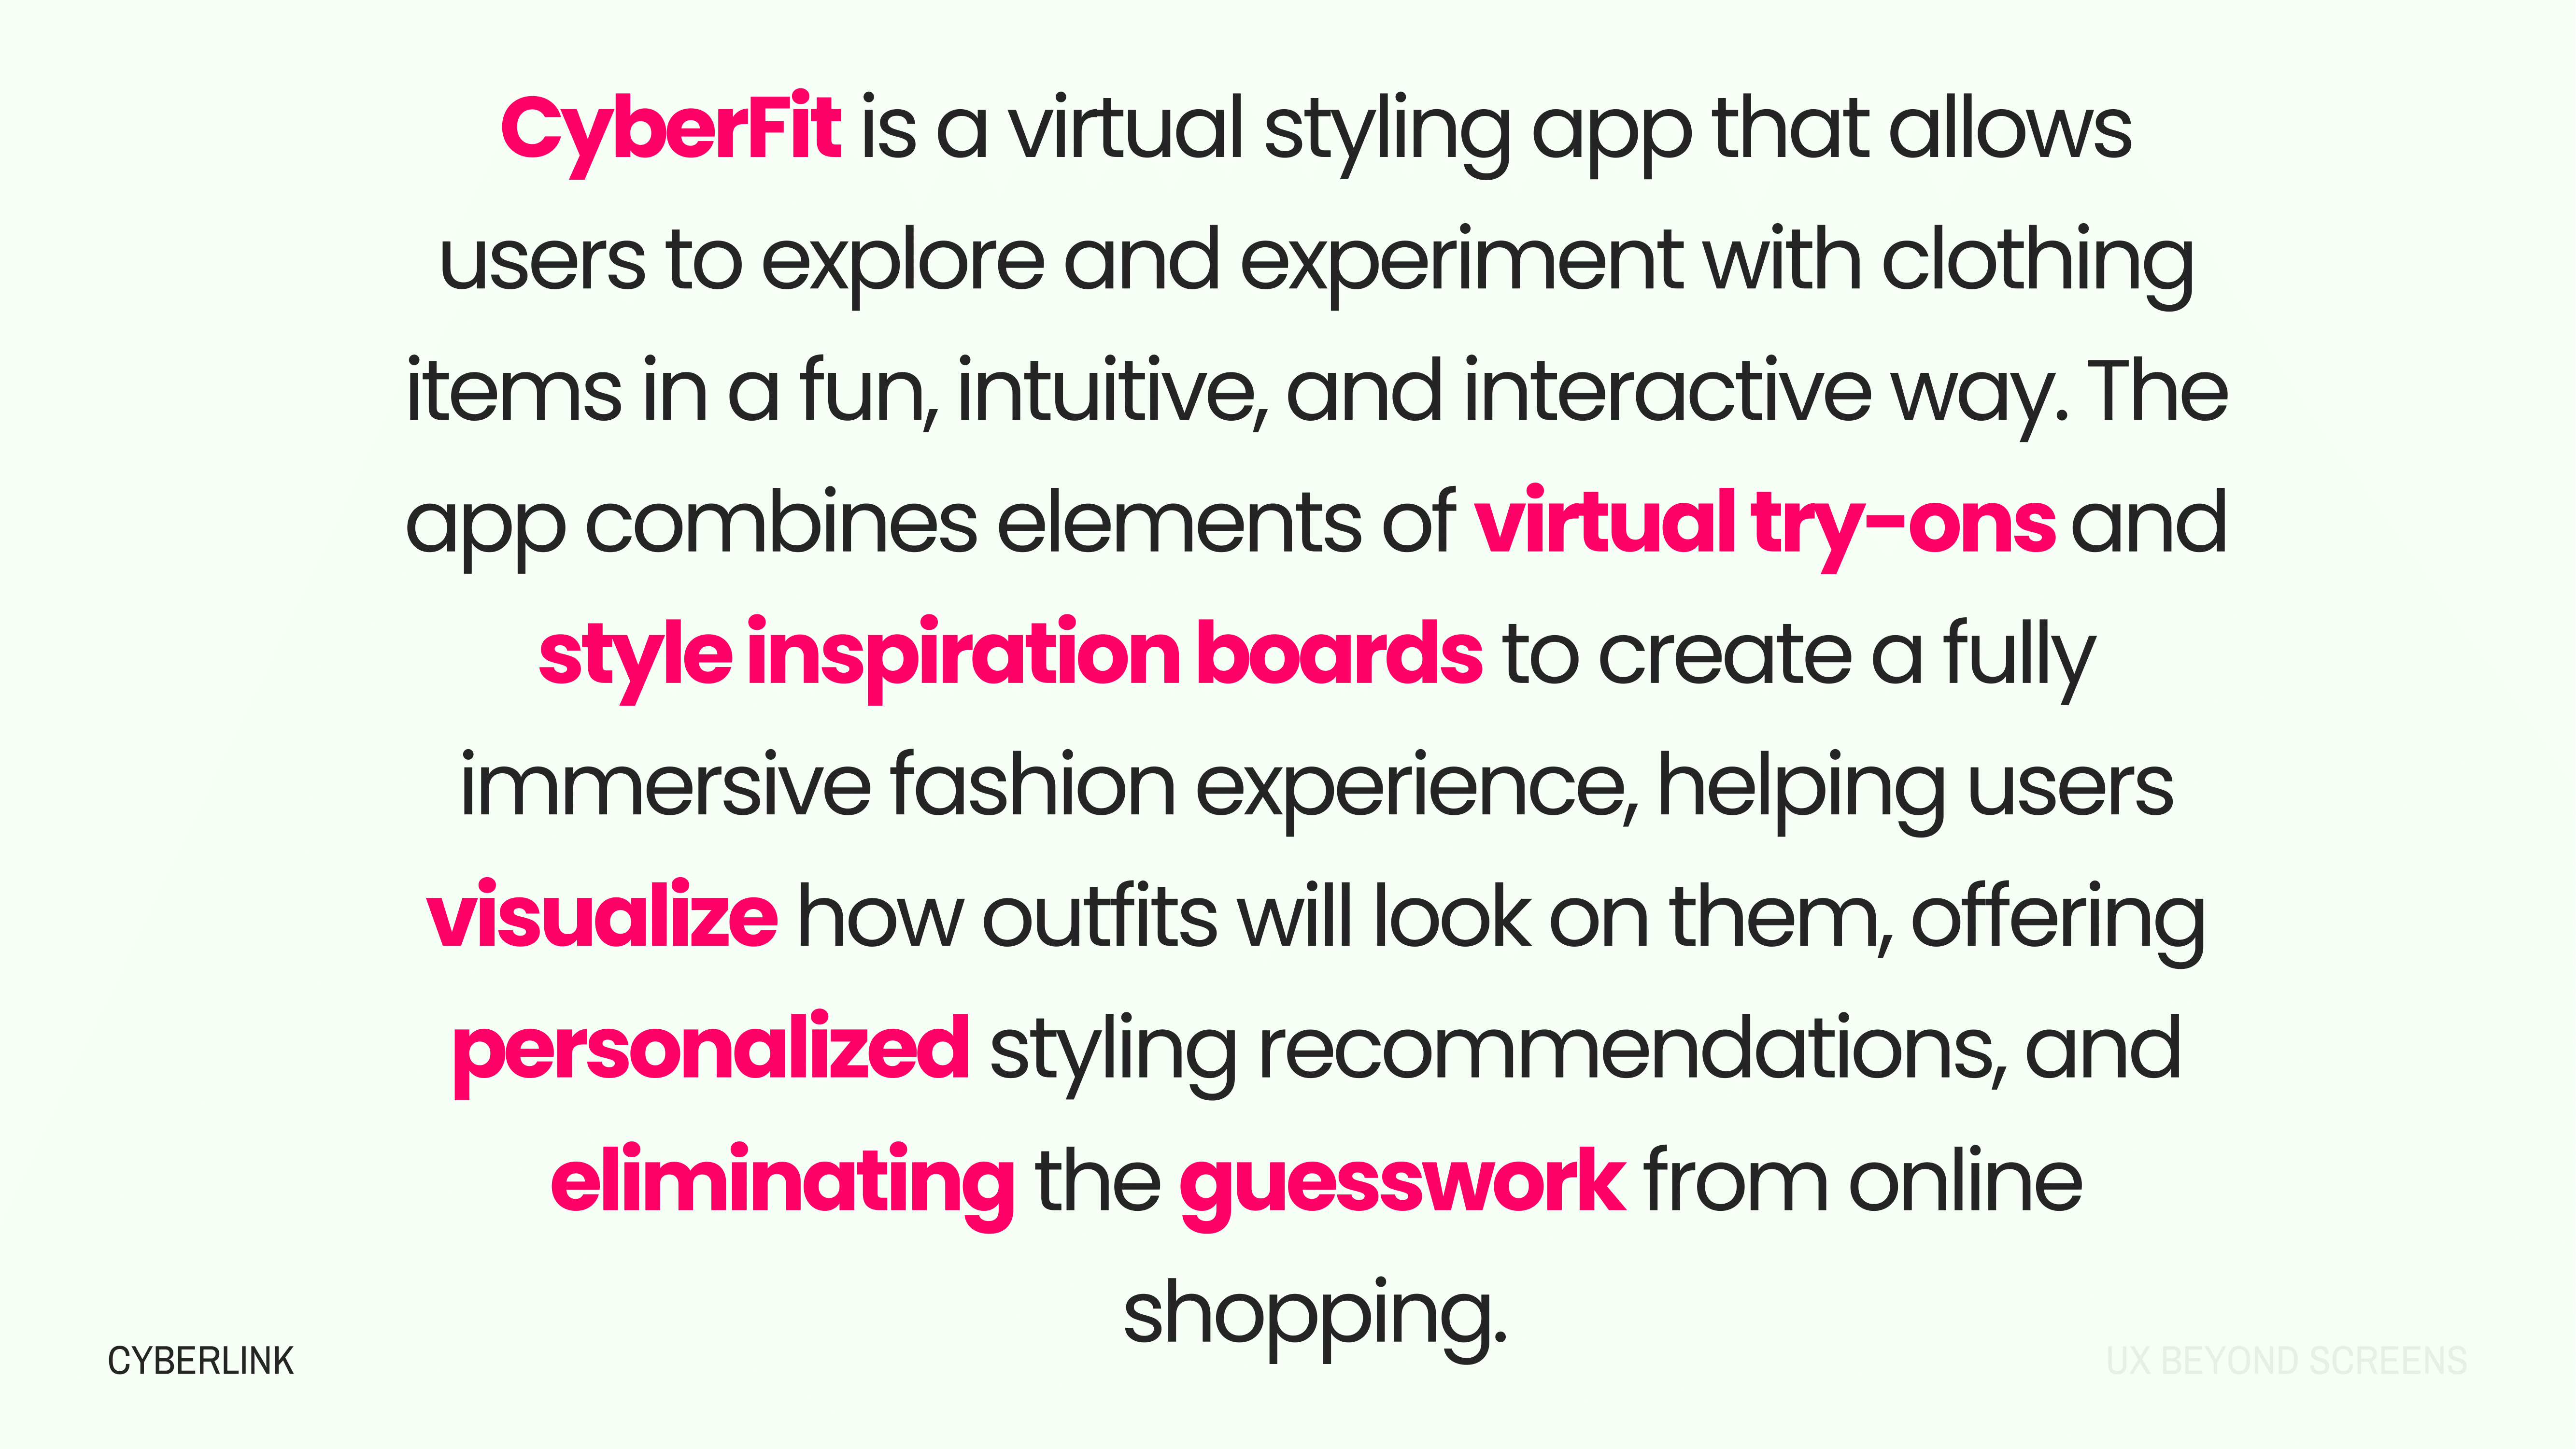 CyberFit is a virtual styling app that allows
users to explore and experiment with clothing
items in a fun, intuitive, and interactive way. The
app combines elements of virtual try-ons and
style inspiration boards to create a fully
immersive fashion experience, helping users
visualize how outfits will look on them, offering
personalized styling recommendations, and
eliminating the guesswork from online
shopping.
CYBERLINK
UX BEYOND SCREENS